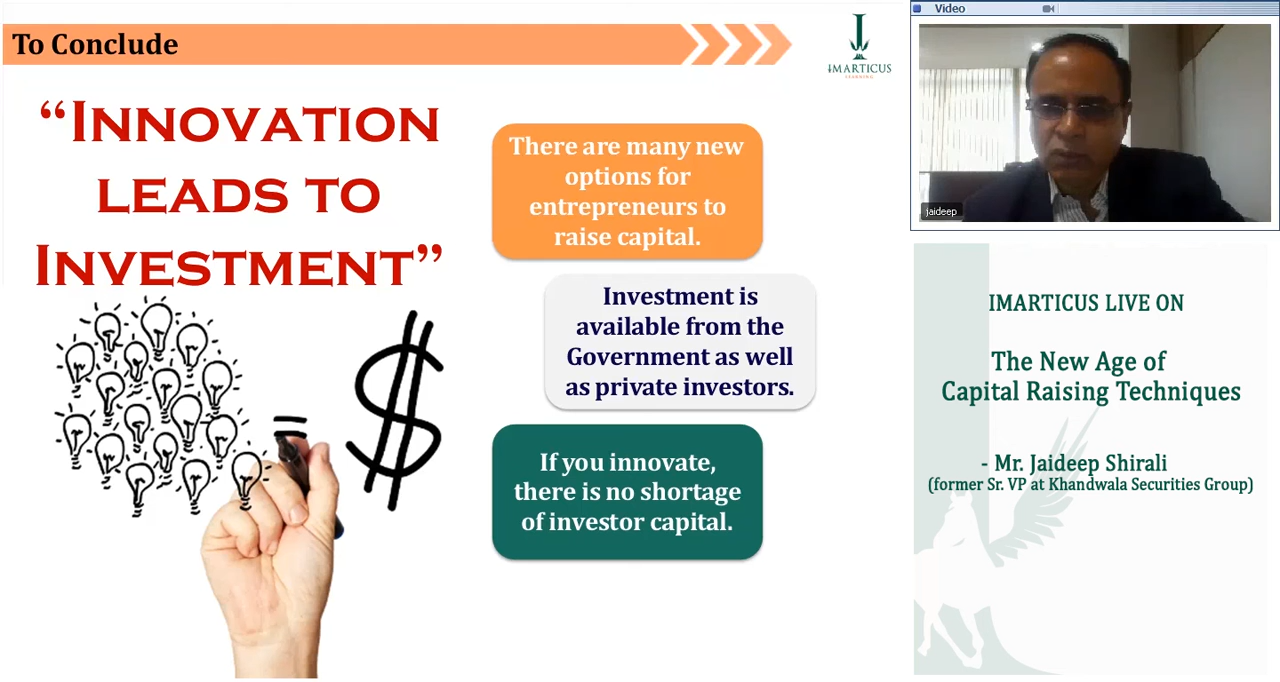 To Conclude
IMARTICUS
LEARNING
“INNOVATION
LEADS TO
INVESTMENT”
There are many new
options for
entrepreneurs to
raise capital.
Investment is
available from the
Government as well
as private investors.
If you innovate,
there is no shortage
of investor capital.
=
$
Video
jaideep
IMARTICUS LIVE ON
The New Age of
Capital Raising Techniques
- Mr. Jaideep Shirali
(former Sr. VP at Khandwala Securities Group)